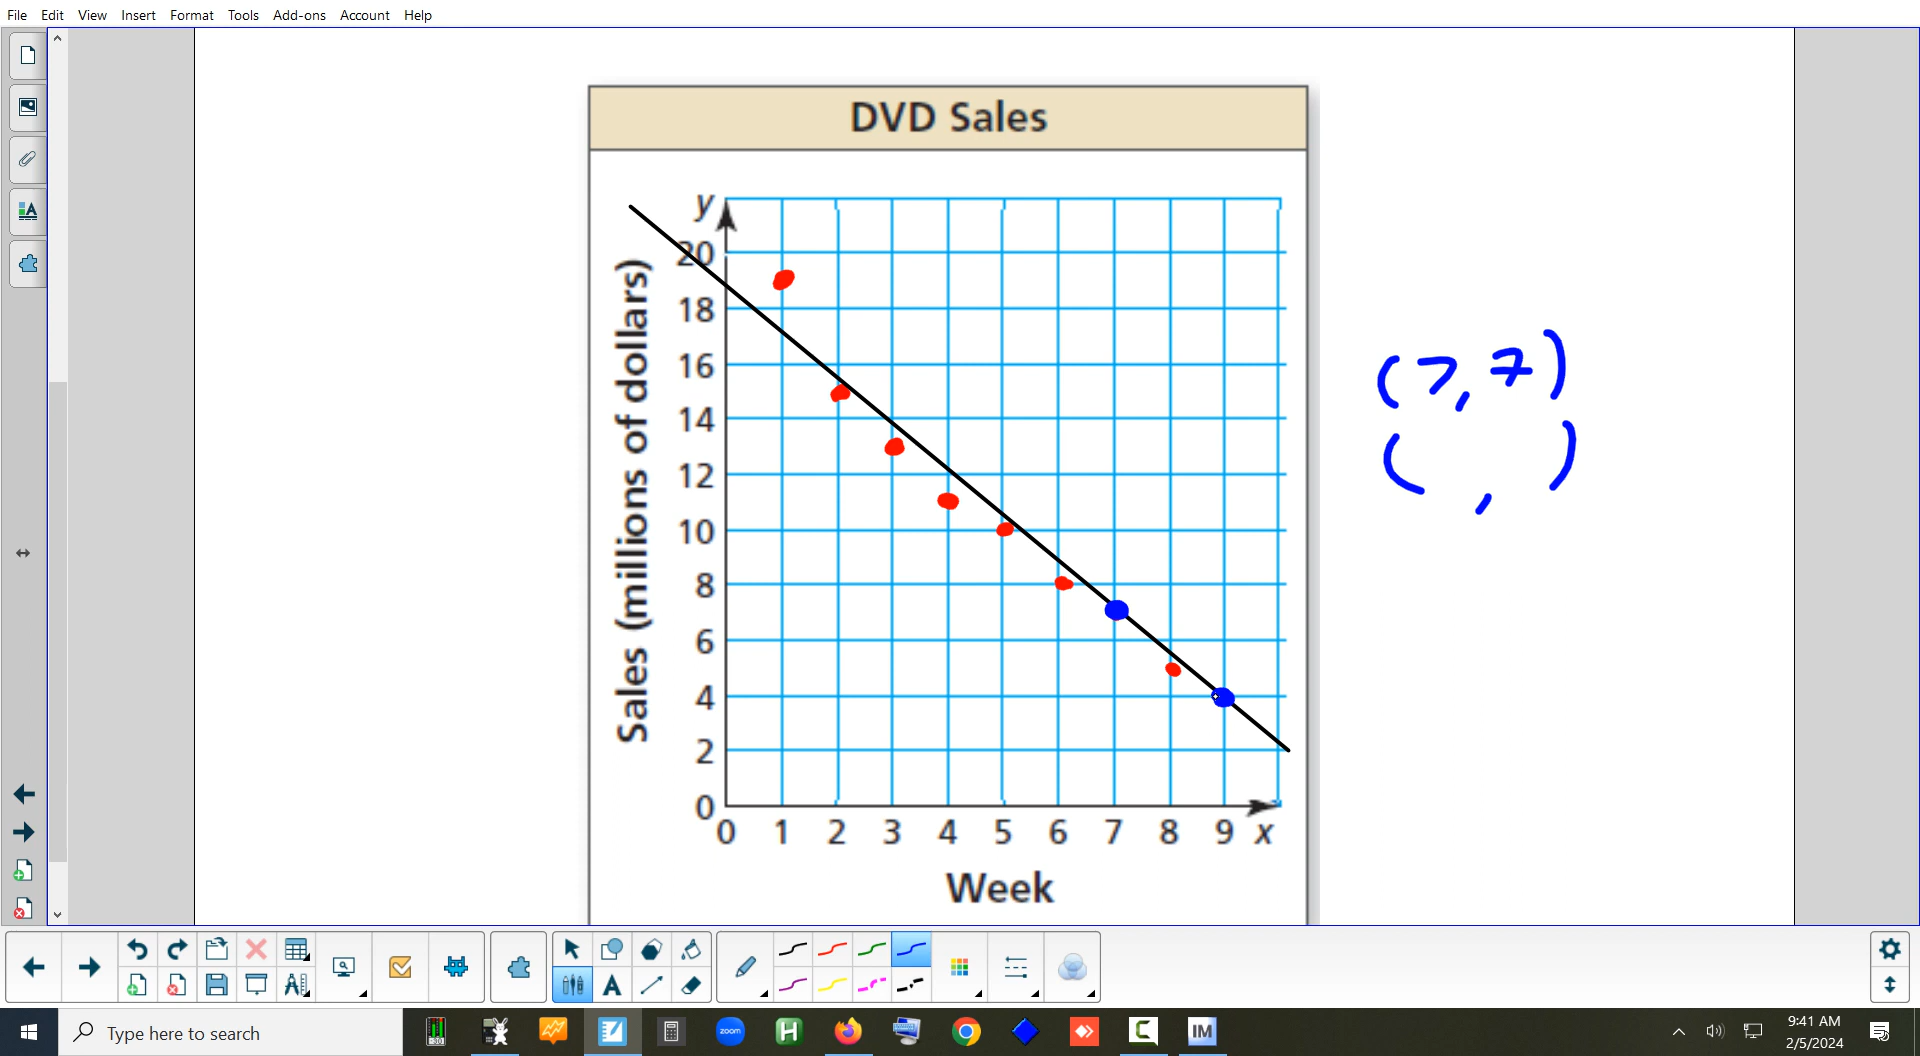 File Edit View Insert Format Tools Add-ons Account Help
DVD Sales
y
20
18
16
14
12
10
8
6
4
2
0
Sales (millions of dollars)
0 1 2 3 4 5 6 7 8 9 x
Week
(7, 7)
( , )
A
A
Type here to search
zoom
H
C
IM
9:41 AM
2/5/2024